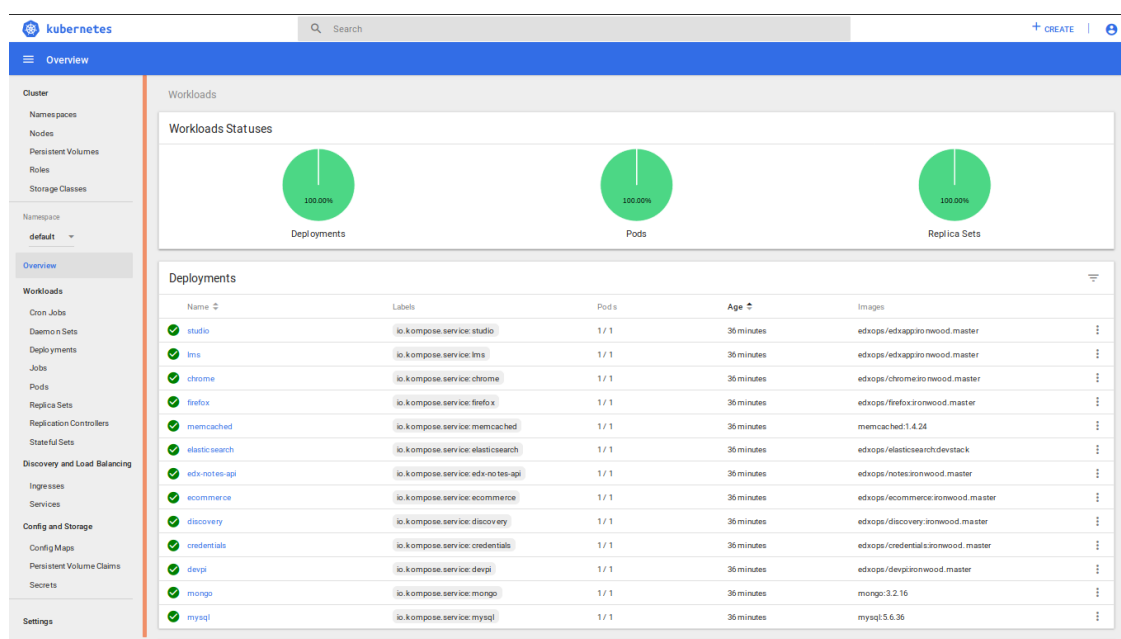 kubernetes
Search
+ CREATE
Overview
Cluster
Namespaces
Nodes
Persistent Volumes
Roles
Storage Classes
Namespace
default
Overview
Workloads
Cron Jobs
Daemon Sets
Deployments
Jobs
Pods
Replica Sets
Replication Controllers
Stateful Sets
Discovery and Load Balancing
Ingresses
Services
Config and Storage
Config Maps
Persistent Volume Claims
Secrets
Settings
Workloads
Workloads Statuses
100.00% 100.00% 100.00%
Deployments Pods Replica Sets
Deployments
Name Labels Pods Age Images
studio io.kompose.service: studio 1 / 1 36 minutes edxops/edxapp:ironwood.master
lms io.kompose.service: lms 1 / 1 36 minutes edxops/edxapp:ironwood.master
chrome io.kompose.service: chrome 1 / 1 36 minutes edxops/chrome:ironwood.master
firefox io.kompose.service: firefox 1 / 1 36 minutes edxops/firefox:ironwood.master
memcached io.kompose.service: memcached 1 / 1 36 minutes memcached:1.4.24
elasticsearch io.kompose.service: elasticsearch 1 / 1 36 minutes edxops/elasticsearch:devstack
edx-notes-api io.kompose.service: edx-notes-api 1 / 1 36 minutes edxops/notes:ironwood.master
ecommerce io.kompose.service: ecommerce 1 / 1 36 minutes edxops/ecommerce:ironwood.master
discovery io.kompose.service: discovery 1 / 1 36 minutes edxops/discovery:ironwood.master
credentials io.kompose.service: credentials 1 / 1 36 minutes edxops/credentials:ironwood.master
devpi io.kompose.service: devpi 1 / 1 36 minutes edxops/devpi:ironwood.master
mongo io.kompose.service: mongo 1 / 1 36 minutes mongo:3.2.16
mysql io.kompose.service: mysql 1 / 1 36 minutes mysql:5.6.36